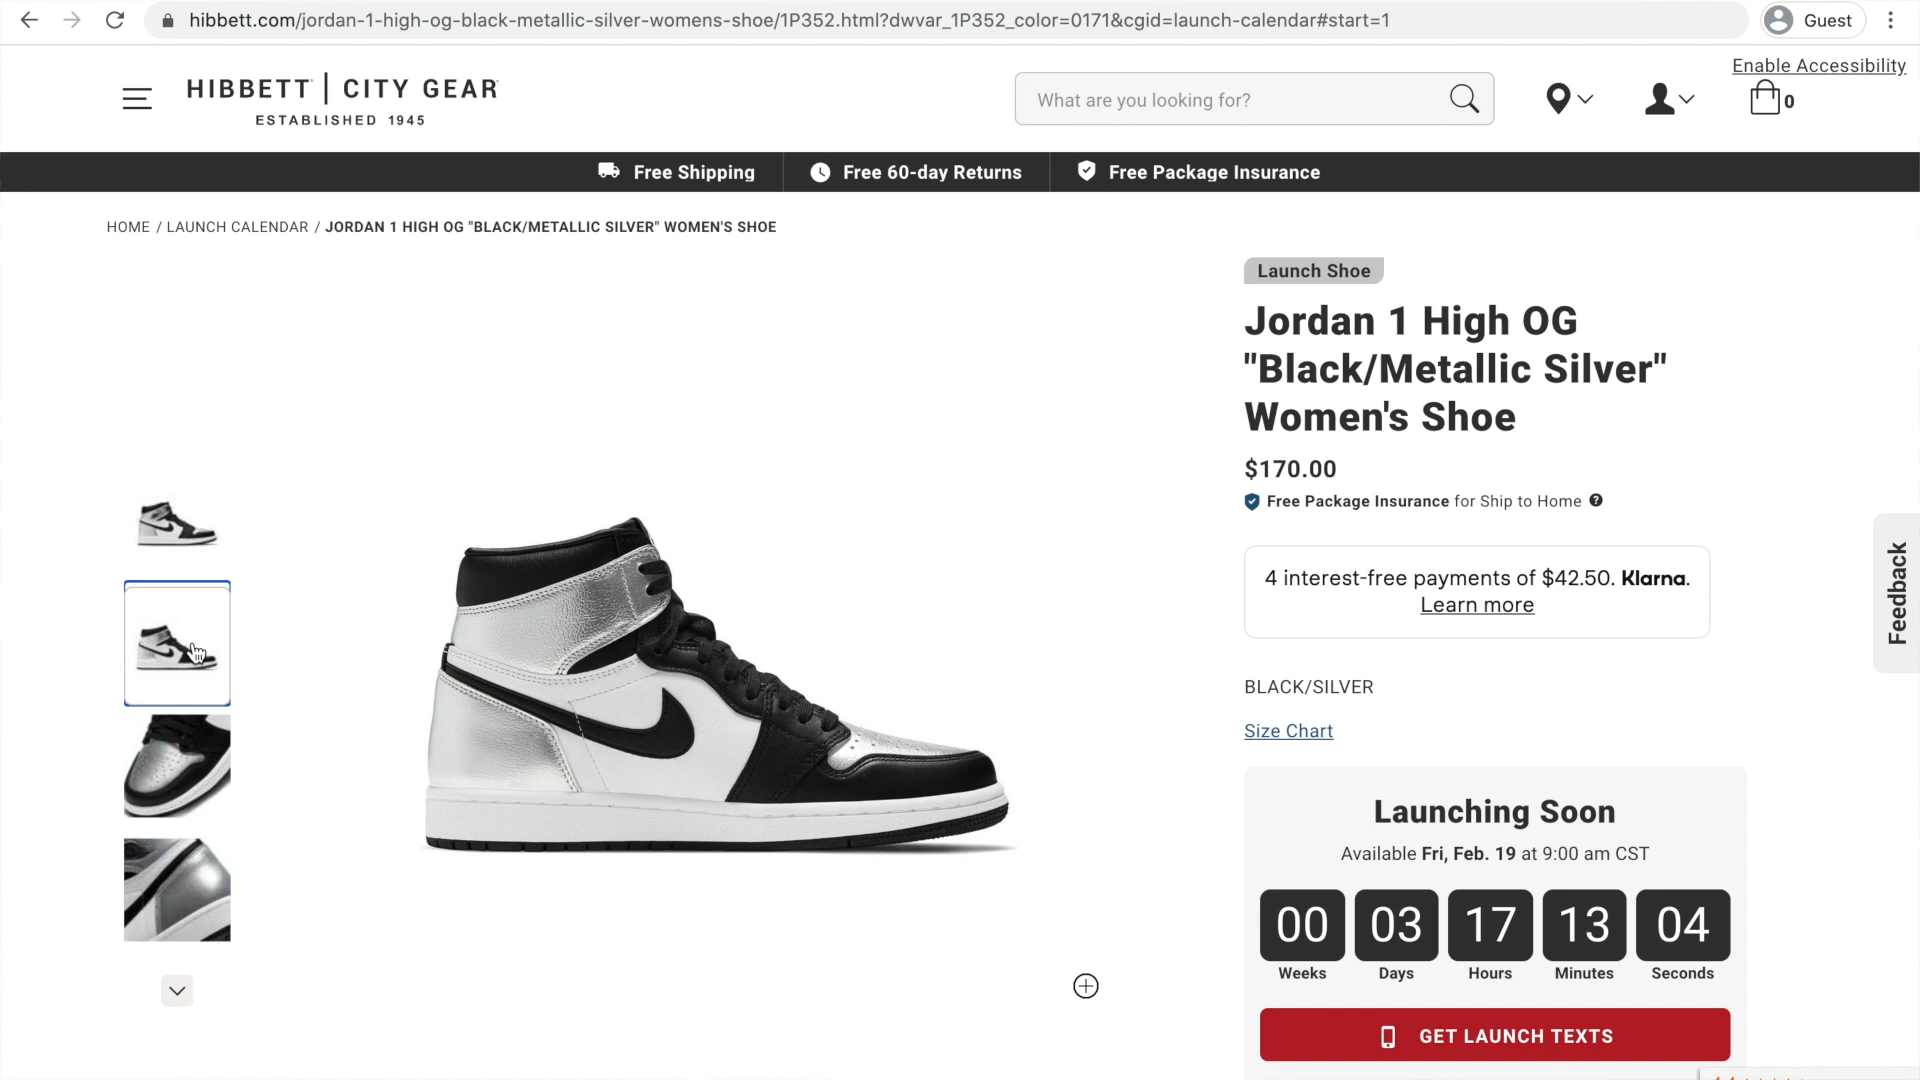 hibbett.com/jordan-1-high-og-black-metallic-silver-womens-shoe/1P352.html?dwvar_1P352_color=0171&cgid=launch-calendar#start=1
Guest
Enable Accessibility
HIBBETT | CITY GEAR
ESTABLISHED 1945
What are you looking for?
0
Free Shipping
Free 60-day Returns
Free Package Insurance
HOME / LAUNCH CALENDAR / JORDAN 1 HIGH OG "BLACK/METALLIC SILVER" WOMEN'S SHOE
Launch Shoe
Jordan 1 High OG
"Black/Metallic Silver"
Women's Shoe
$170.00
Free Package Insurance for Ship to Home
4 interest-free payments of $42.50. Klarna.
Learn more
Feedback
BLACK/SILVER
Size Chart
Launching Soon
Available Fri, Feb. 19 at 9:00 am CST
00 03 17 13 04
Weeks Days Hours Minutes Seconds
GET LAUNCH TEXTS